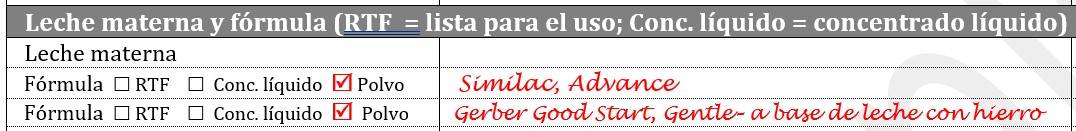 Leche materna y fórmula (RTF = lista para el uso; Conc. líquido = concentrado líquido)
Leche materna
Fórmula ☐ RTF ☐ Conc. líquido ☑ Polvo Similac, Advance
Fórmula ☐ RTF ☐ Conc. líquido ☑ Polvo Gerber Good Start, Gentle- a base de leche con hierro